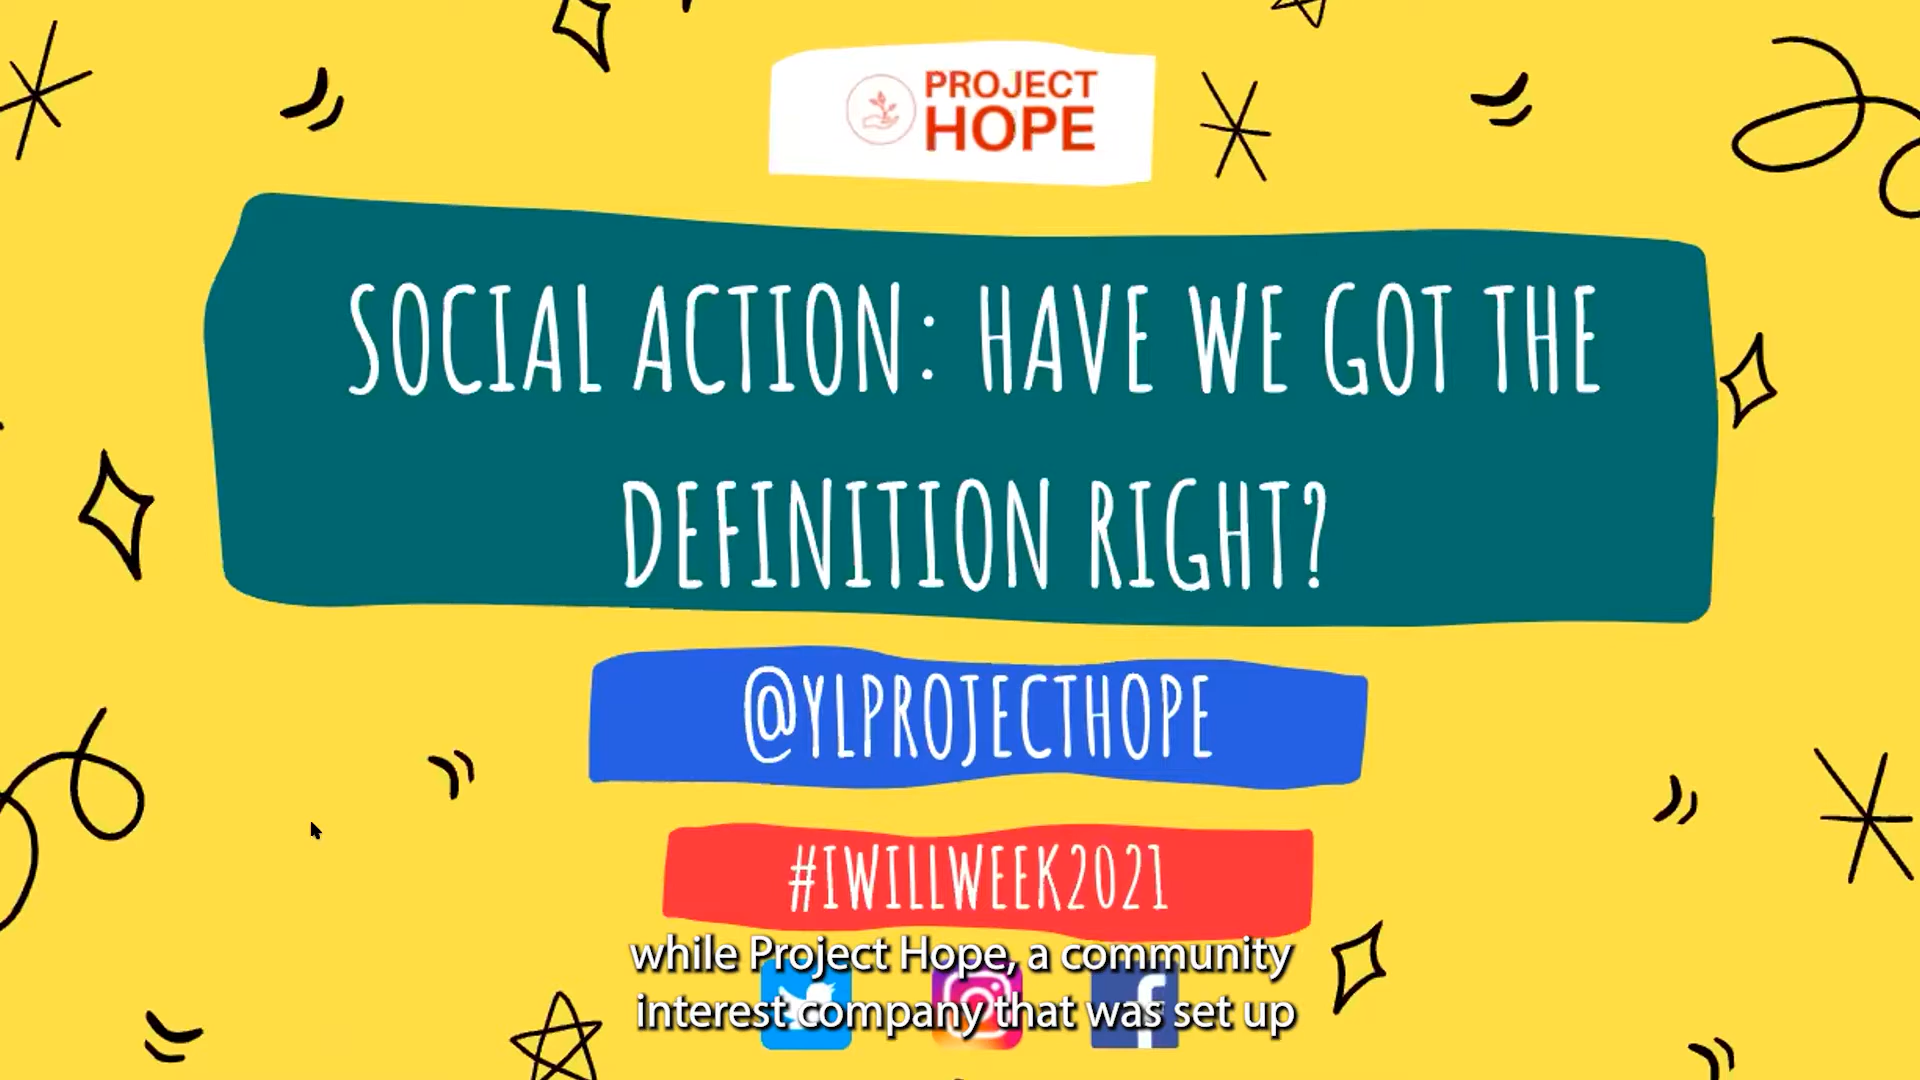 PROJECT
HOPE
SOCIAL ACTION: HAVE WE GOT THE
DEFINITION RIGHT?
@YLPROJECTHOPE
#IWILLWEEK2021
while Project Hope, a community
interest company that was set up